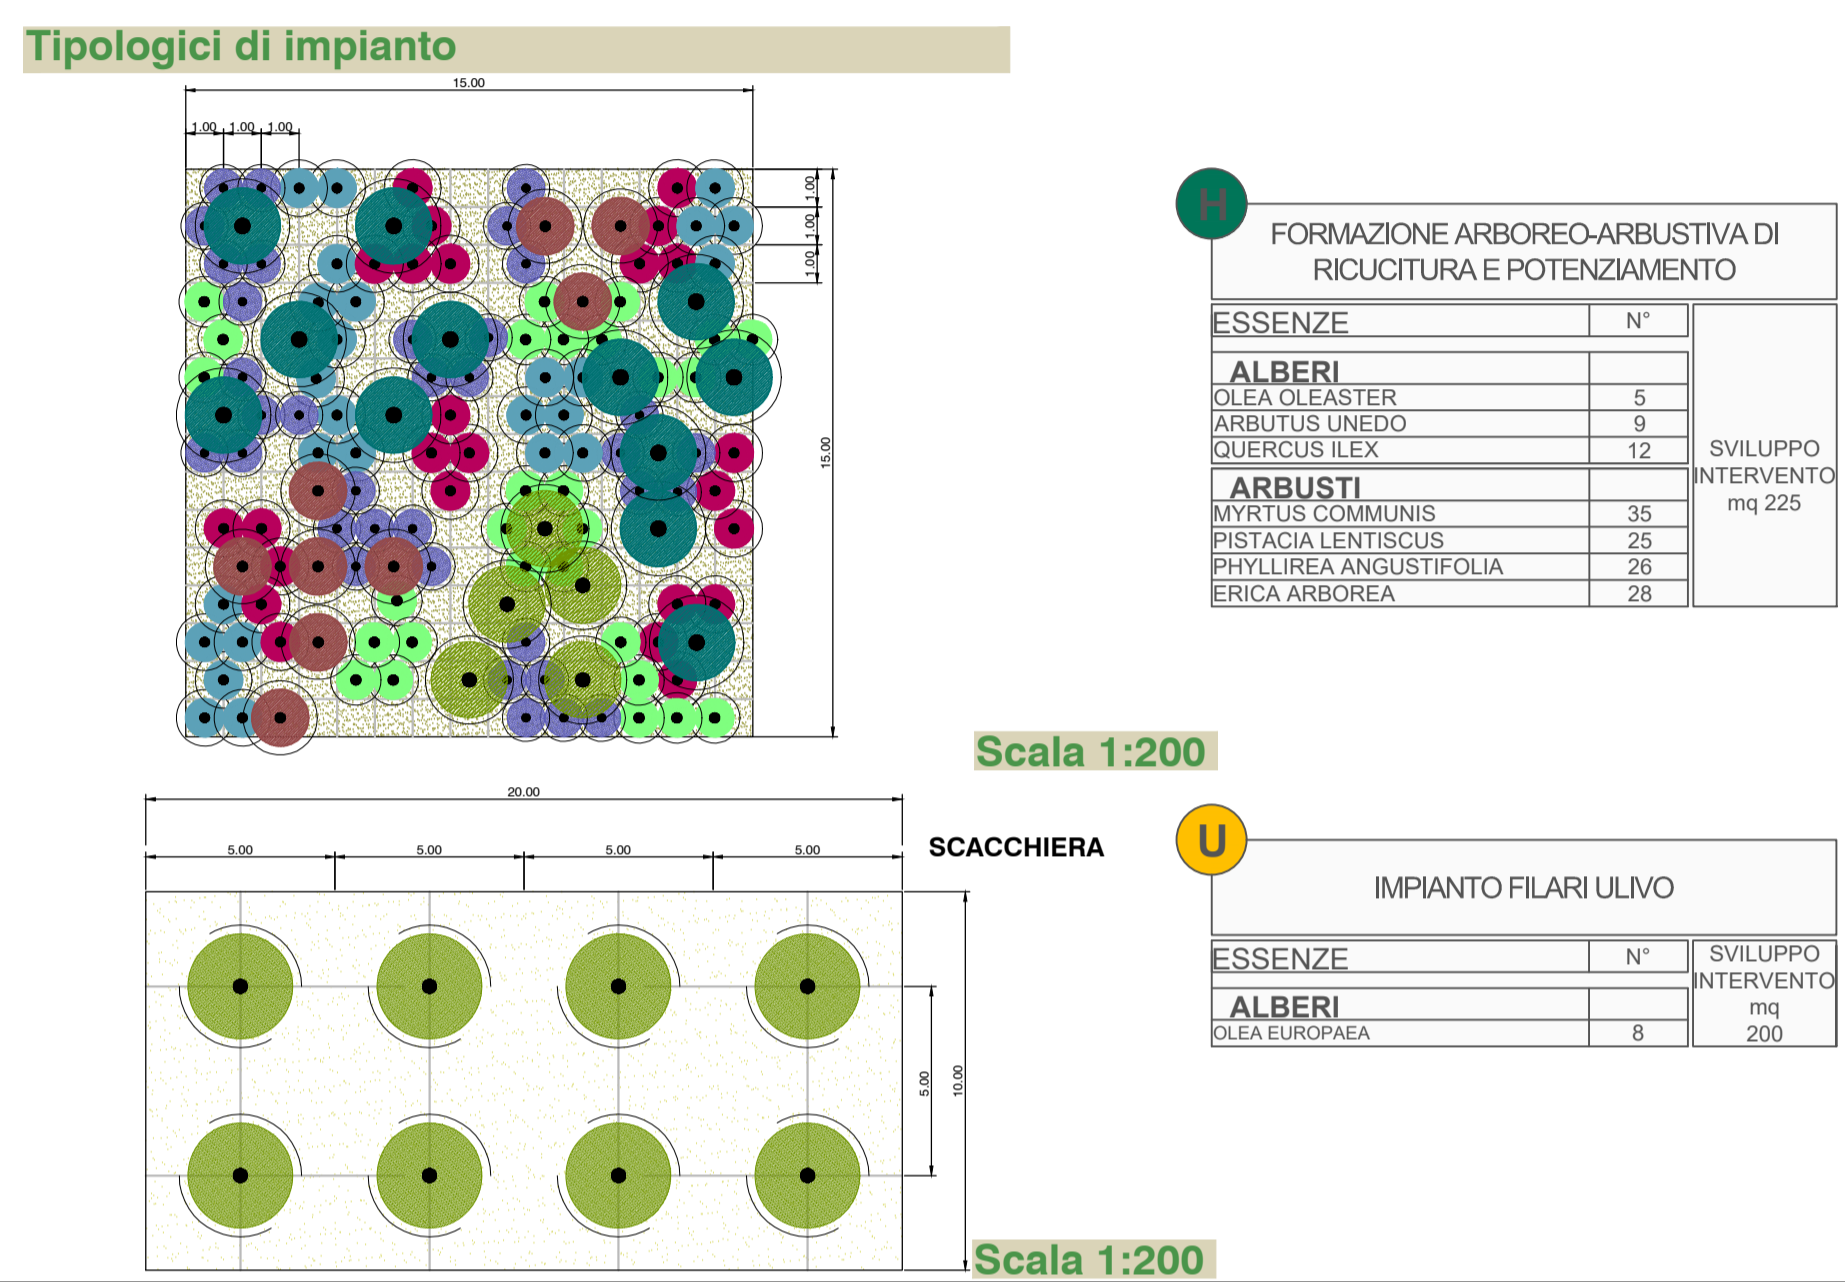 Tipologici di impianto
15.00
1.00 1.00 1.00
1.00
1.00
1.00
15.00
H
FORMAZIONE ARBOREO-ARBUSTIVA DI
RICUCITURA E POTENZIAMENTO
ESSENZE N°
ALBERI
OLEA OLEASTER 5
ARBUTUS UNEDO 9
QUERCUS ILEX 12
ARBUSTI
MYRTUS COMMUNIS 35
PISTACIA LENTISCUS 25
PHYLLIREA ANGUSTIFOLIA 26
ERICA ARBOREA 28
SVILUPPO
INTERVENTO
mq 225
Scala 1:200
20.00
5.00 5.00 5.00 5.00
SCACCHIERA
5.00
10.00
U
IMPIANTO FILARI ULIVO
ESSENZE N°
ALBERI
OLEA EUROPAEA 8
SVILUPPO
INTERVENTO
mq
200
Scala 1:200